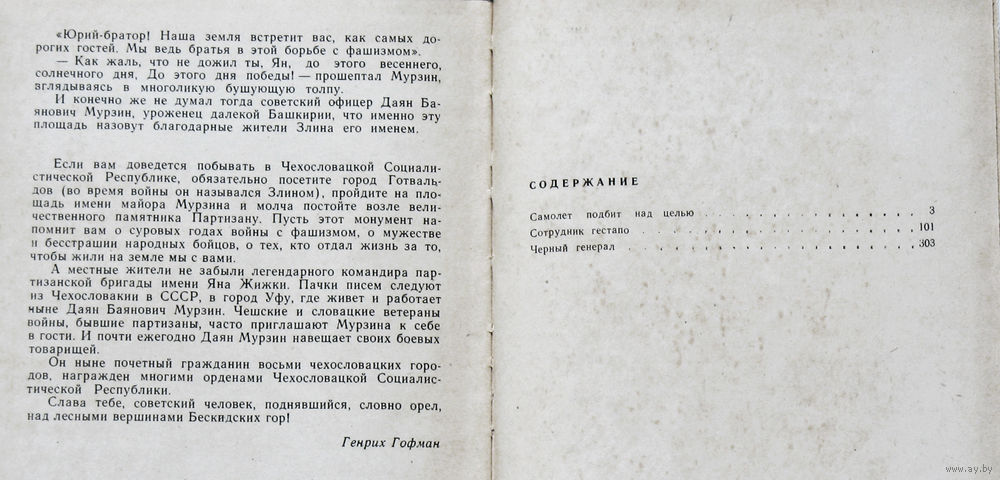 «Юрий-братор! Наша земля встретит вас, как самых до-
рогих гостей. Мы ведь братья в этой борьбе с фашизмом».
— Как жаль, что не дожил ты, Ян, до этого весеннего,
солнечного дня, До этого дня победы! — прошептал Мурзин,
вглядываясь в многоликую бушующую толпу.
И конечно же не думал тогда советский офицер Даян Ба-
янович Мурзин, уроженец далекой Башкирии, что именно эту
площадь назовут благодарные жители Злина его именем.
Если вам доведется побывать в Чехословацкой Социали-
стической Республике, обязательно посетите город Готваль-
дов (во время войны он назывался Злином), пройдите на пло-
щадь имени майора Мурзина и молча постойте возле вели-
чественного памятника Партизану. Пусть этот монумент на-
помнит вам о суровых годах войны с фашизмом, о мужестве
и бесстрашии народных бойцов, о тех, кто отдал жизнь за то,
чтобы жили на земле мы с вами.
А местные жители не забыли легендарного командира пар-
тизанской бригады имени Яна Жижки. Пачки писем следуют
из Чехословакии в СССР, в город Уфу, где живет и работает
ныне Даян Баянович Мурзин. Чешские и словацкие ветераны
войны, бывшие партизаны, часто приглашают Мурзина к себе
в гости. И почти ежегодно Даян Мурзин навещает своих боевых
товарищей.
Он ныне почетный гражданин восьми чехословацких горо-
дов, награжден многими орденами Чехословацкой Социалис-
тической Республики.
Слава тебе, советский человек, поднявшийся, словно орел,
над лесными вершинами Бескидских гор!
Генрих Гофман
СОДЕРЖАНИЕ
Самолет подбит над целью . . . . . . . . . . . 3
Сотрудник гестапо . . . . . . . . . . . . . 101
Черный генерал . . . . . . . . . . . . . 303
www.ay.by